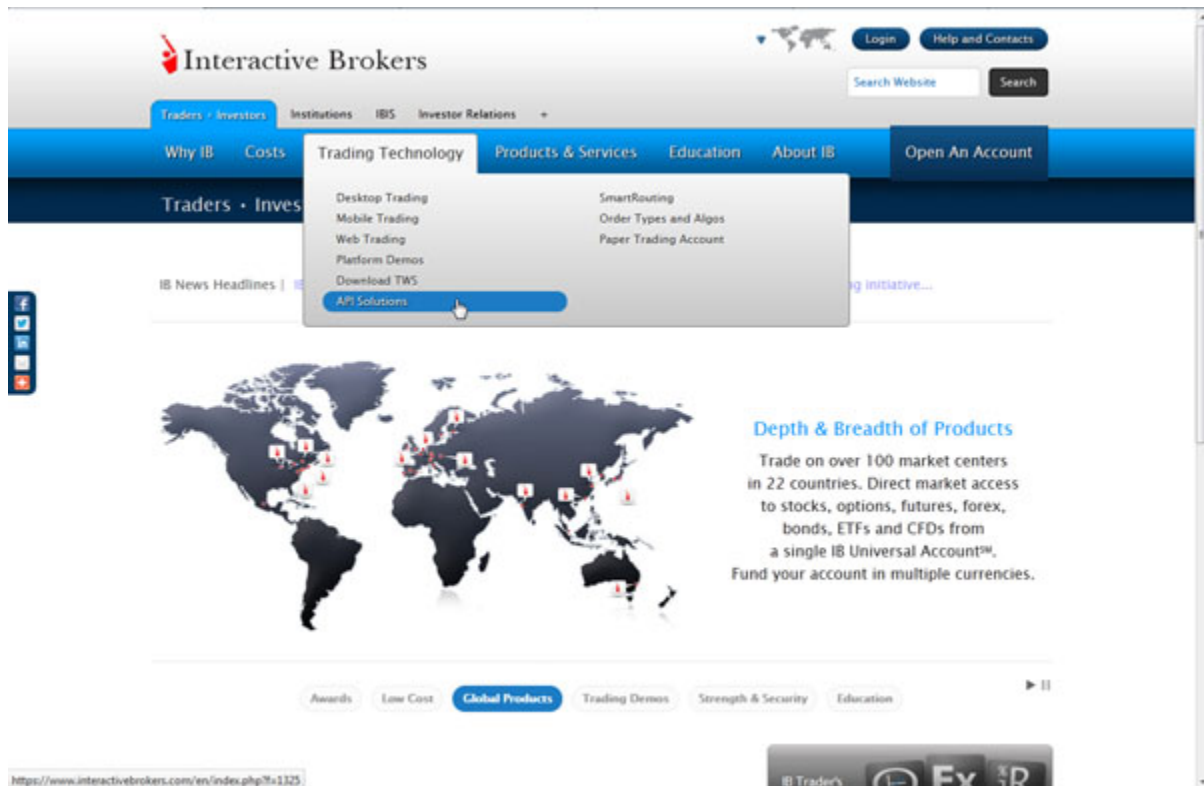 Interactive Brokers
Login
Help and Contacts
Search Website
Search
Traders • Investors
Institutions
IBIS
Investor Relations
+
Why IB
Costs
Trading Technology
Products & Services
Education
About IB
Open An Account
Traders • Inves
Desktop Trading
Mobile Trading
Web Trading
Platform Demos
Download TWS
API Solutions
SmartRouting
Order Types and Algos
Paper Trading Account
IB News Headlines |
initiative...
Depth & Breadth of Products
Trade on over 100 market centers
in 22 countries. Direct market access
to stocks, options, futures, forex,
bonds, ETFs and CFDs from
a single IB Universal Account℠.
Fund your account in multiple currencies.
Awards
Low Cost
Global Products
Trading Demos
Strength & Security
Education
IB Trader's
Ex
https://www.interactivebrokers.com/en/index.php?f=1325